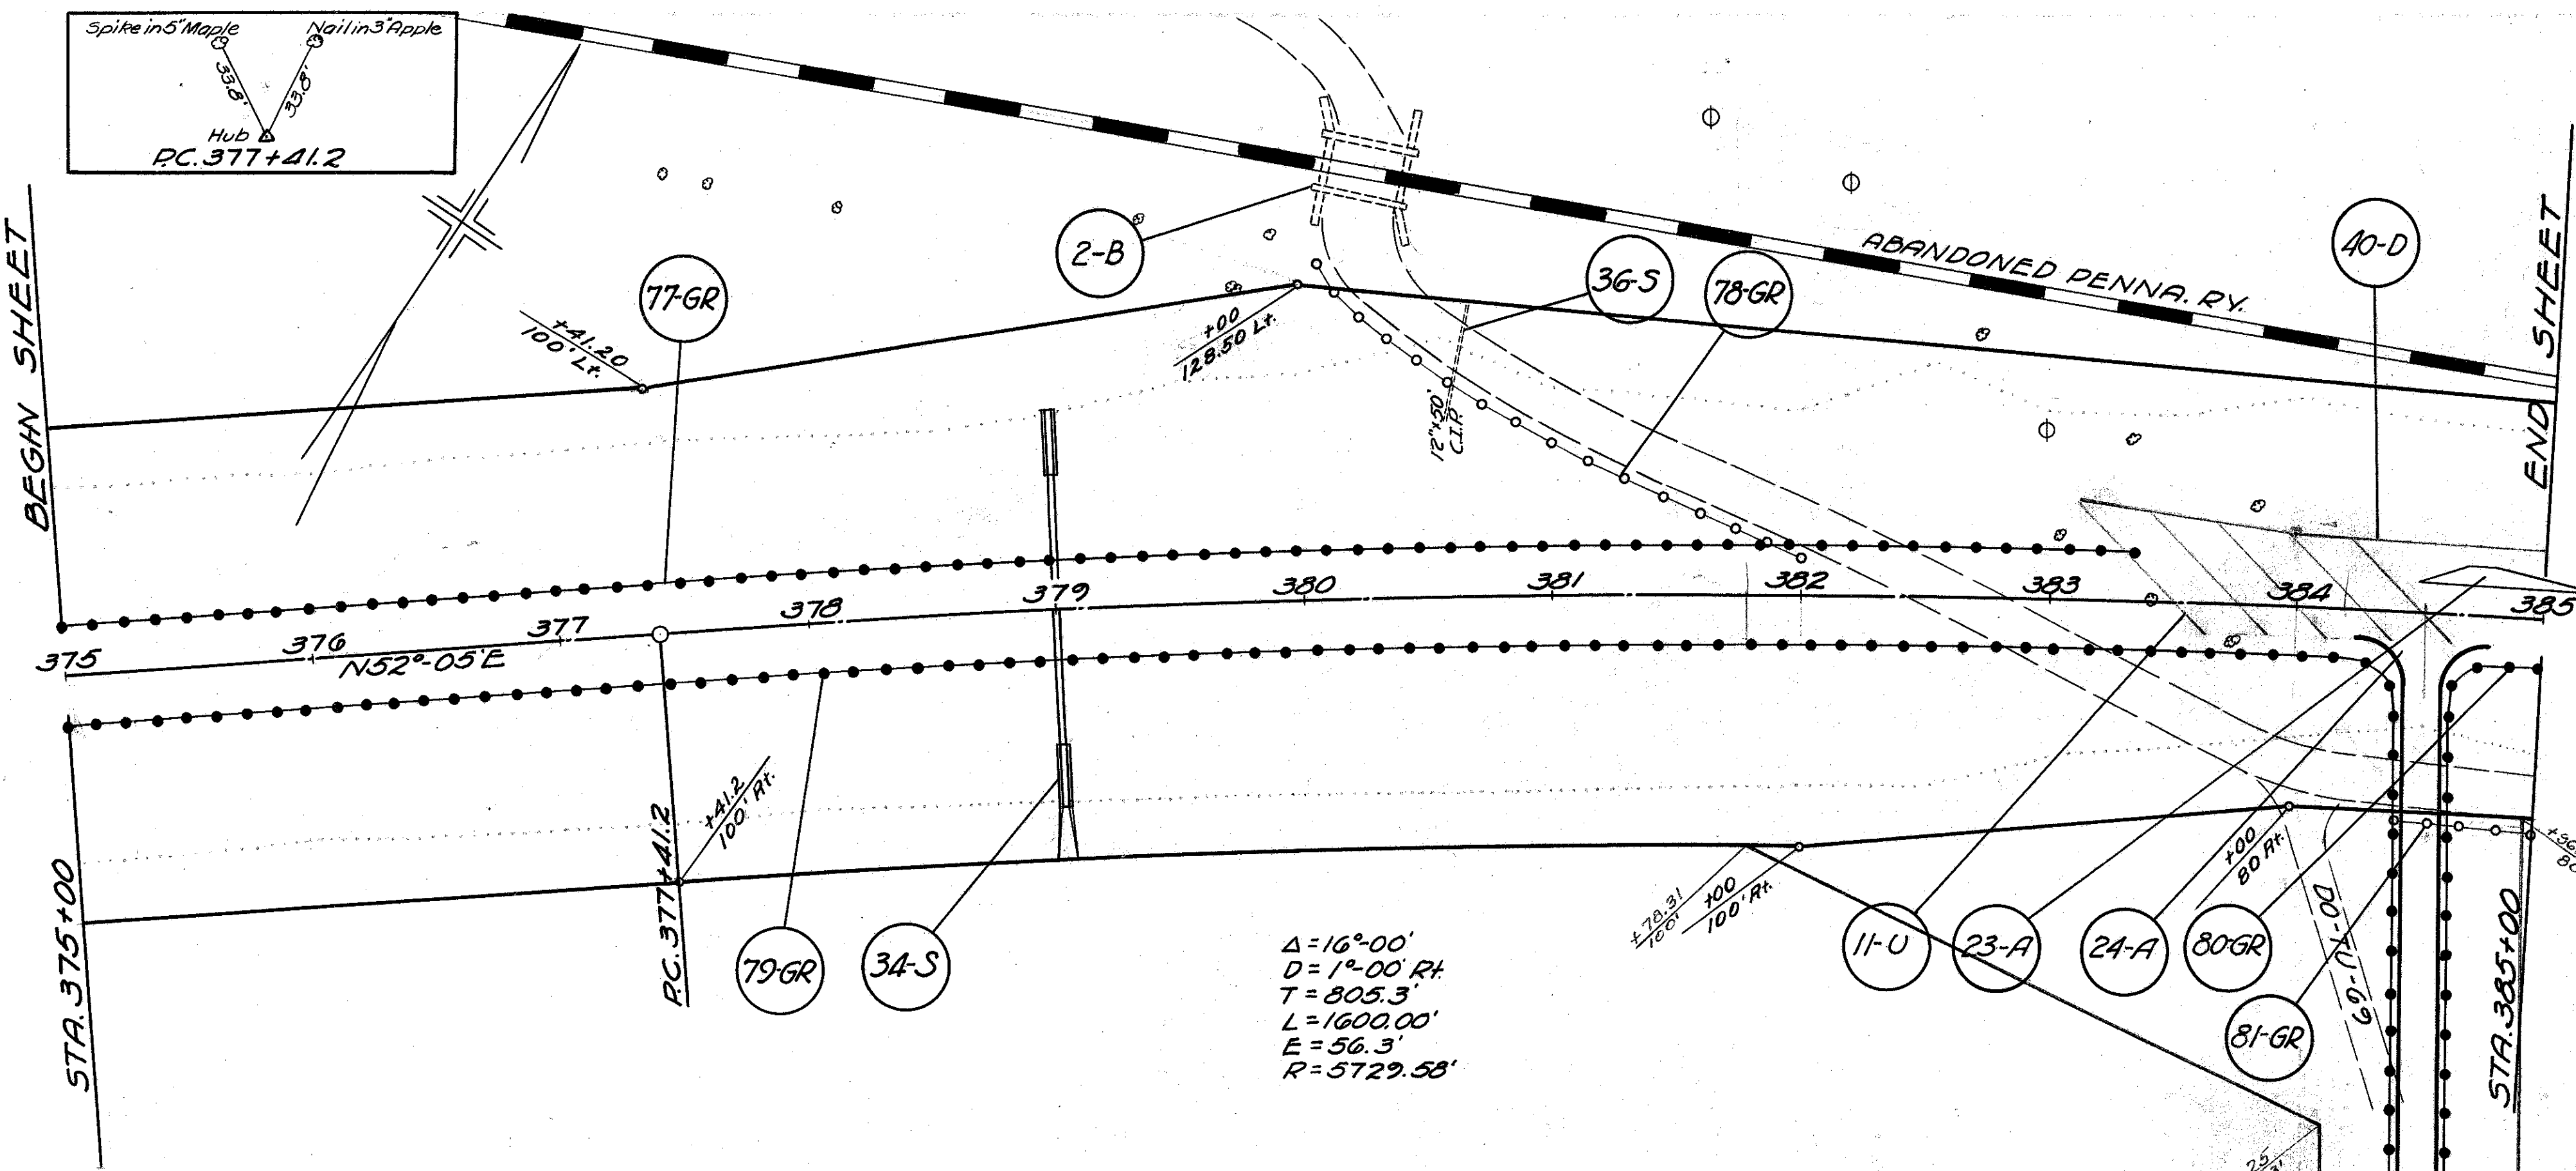 Spike in 5" Maple
Nail in 3" Apple
33.8'
33.8'
Hub
P.C. 377+41.2
BEGIN SHEET
77-GR
2-B
36-S
78-GR
ABANDONED PENNA. RY.
40-D
END SHEET
+41.20
100' Lt.
+00
128.50 Lt.
12"x50'
C.I.P.
375
376
377
378
379
380
381
382
383
384
385
N52°-05'E
STA. 375+00
P.C. 377+41.2
+41.2
100' Rt.
79-GR
34-S
Δ = 16°-00'
D = 1°-00' Rt.
T = 805.3'
L = 1600.00'
E = 56.3'
R = 5729.58'
+78.31
100'
+00
100' Rt.
11-U
23-A
24-A
80-GR
81-GR
+00
80 Rt.
DO-TU-69
STA. 385+00
+96
80
25